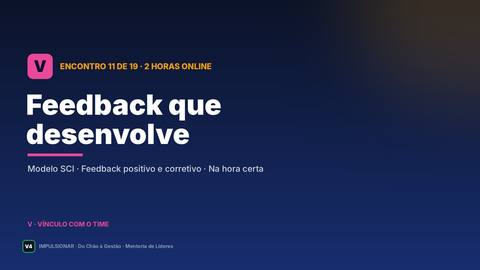 V
ENCONTRO 11 DE 19 · 2 HORAS ONLINE
Feedback que
desenvolve
Modelo SCI · Feedback positivo e corretivo · Na hora certa
V · VÍNCULO COM O TIME
V4
IMPULSIONAR · Do Chão à Gestão · Mentoria de Líderes